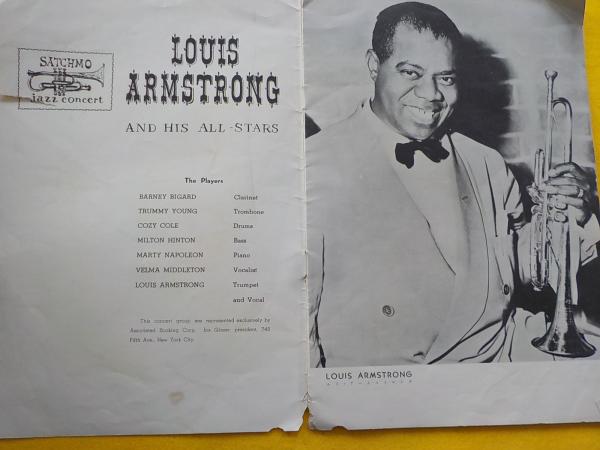 SATCHMO
jazz concert
LOUIS
ARMSTRONG
AND HIS ALL-STARS
The Players
BARNEY BIGARD Clarinet
TRUMMY YOUNG Trombone
COZY COLE Drums
MILTON HINTON Bass
MARTY NAPOLEON Piano
VELMA MIDDLETON Vocalist
LOUIS ARMSTRONG Trumpet
and Vocal
This concert group are represented exclusively by
Associated Booking Corp. Joe Glaser president, 745
Fifth Ave., New York City.
LOUIS ARMSTRONG